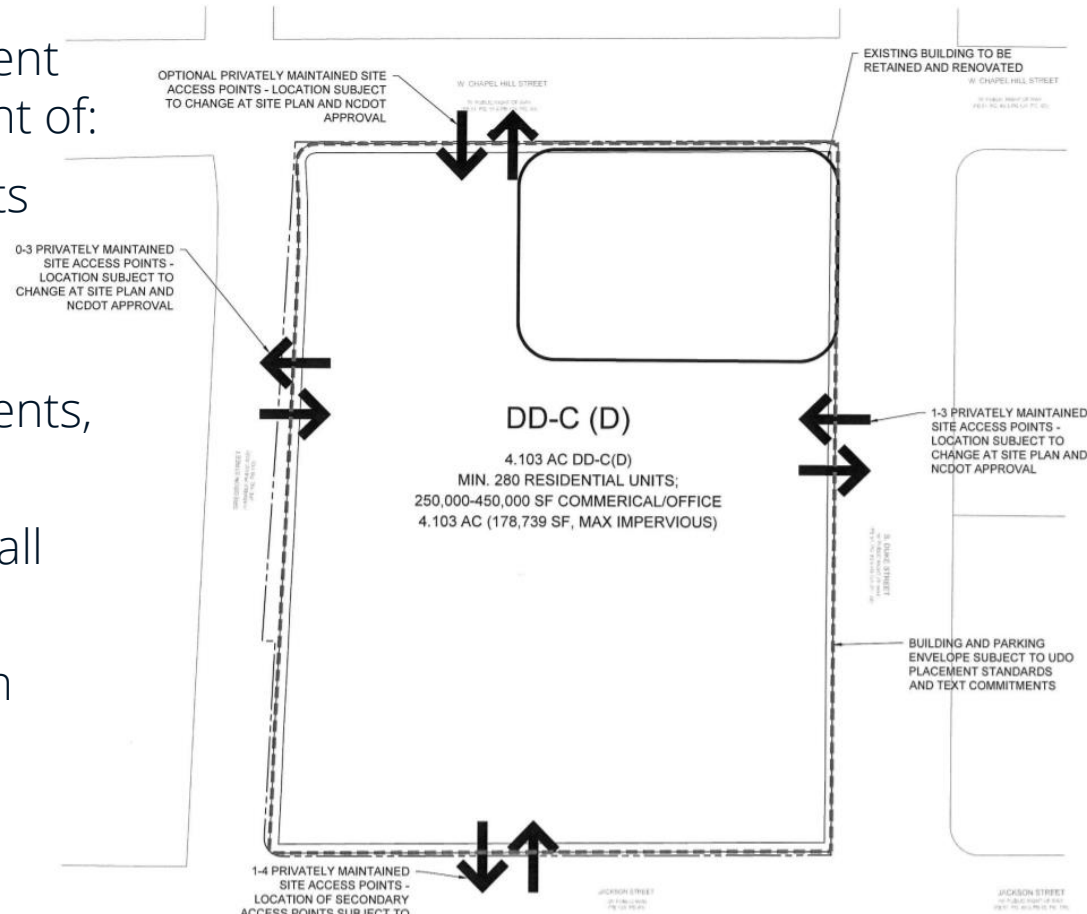 ent
nt of:
ts
ents,
all
n
OPTIONAL PRIVATELY MAINTAINED SITE
ACCESS POINTS - LOCATION SUBJECT
TO CHANGE AT SITE PLAN AND NCDOT
APPROVAL
W. CHAPEL HILL STREET
EXISTING BUILDING TO BE
RETAINED AND RENOVATED
W. CHAPEL HILL STREET
0-3 PRIVATELY MAINTAINED
SITE ACCESS POINTS -
LOCATION SUBJECT TO
CHANGE AT SITE PLAN AND
NCDOT APPROVAL
DD-C (D)
4.103 AC DD-C(D)
MIN. 280 RESIDENTIAL UNITS;
250,000-450,000 SF COMMERICAL/OFFICE
4.103 AC (178,739 SF, MAX IMPERVIOUS)
1-3 PRIVATELY MAINTAINED
SITE ACCESS POINTS -
LOCATION SUBJECT TO
CHANGE AT SITE PLAN AND
NCDOT APPROVAL
S. DUKE STREET
BUILDING AND PARKING
ENVELOPE SUBJECT TO UDO
PLACEMENT STANDARDS
AND TEXT COMMITMENTS
1-4 PRIVATELY MAINTAINED
SITE ACCESS POINTS -
LOCATION OF SECONDARY
ACCESS POINTS SUBJECT TO
JACKSON STREET
JACKSON STREET